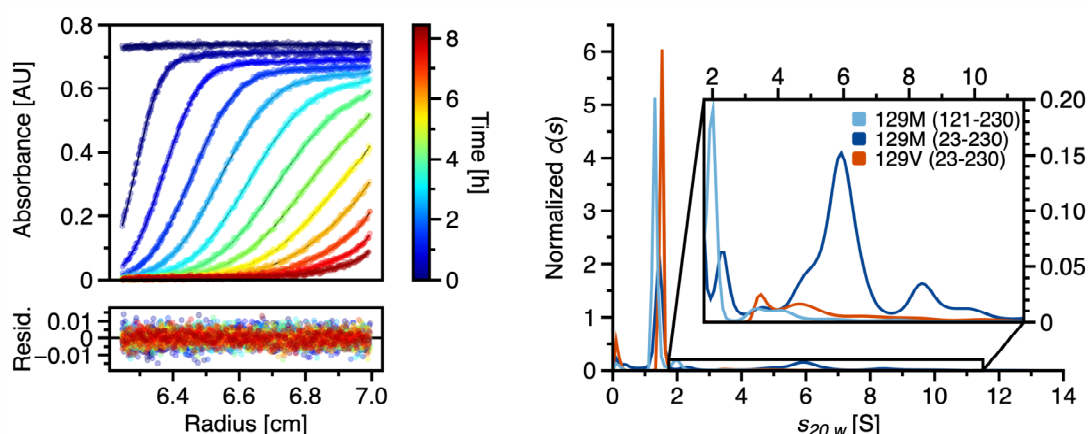 0.8
0.6
0.4
0.2
0
Absorbance [AU]
8
6
4
2
0
Time [h]
0.01
0
−0.01
Resid.
6.4 6.6 6.8 7.0
Radius [cm]
6
5
4
3
2
1
0
Normalized c(s)
2 4 6 8 10
0.20
0.15
0.10
0.05
0
129M (121-230)
129M (23-230)
129V (23-230)
0 2 4 6 8 10 12 14
s20,w [S]